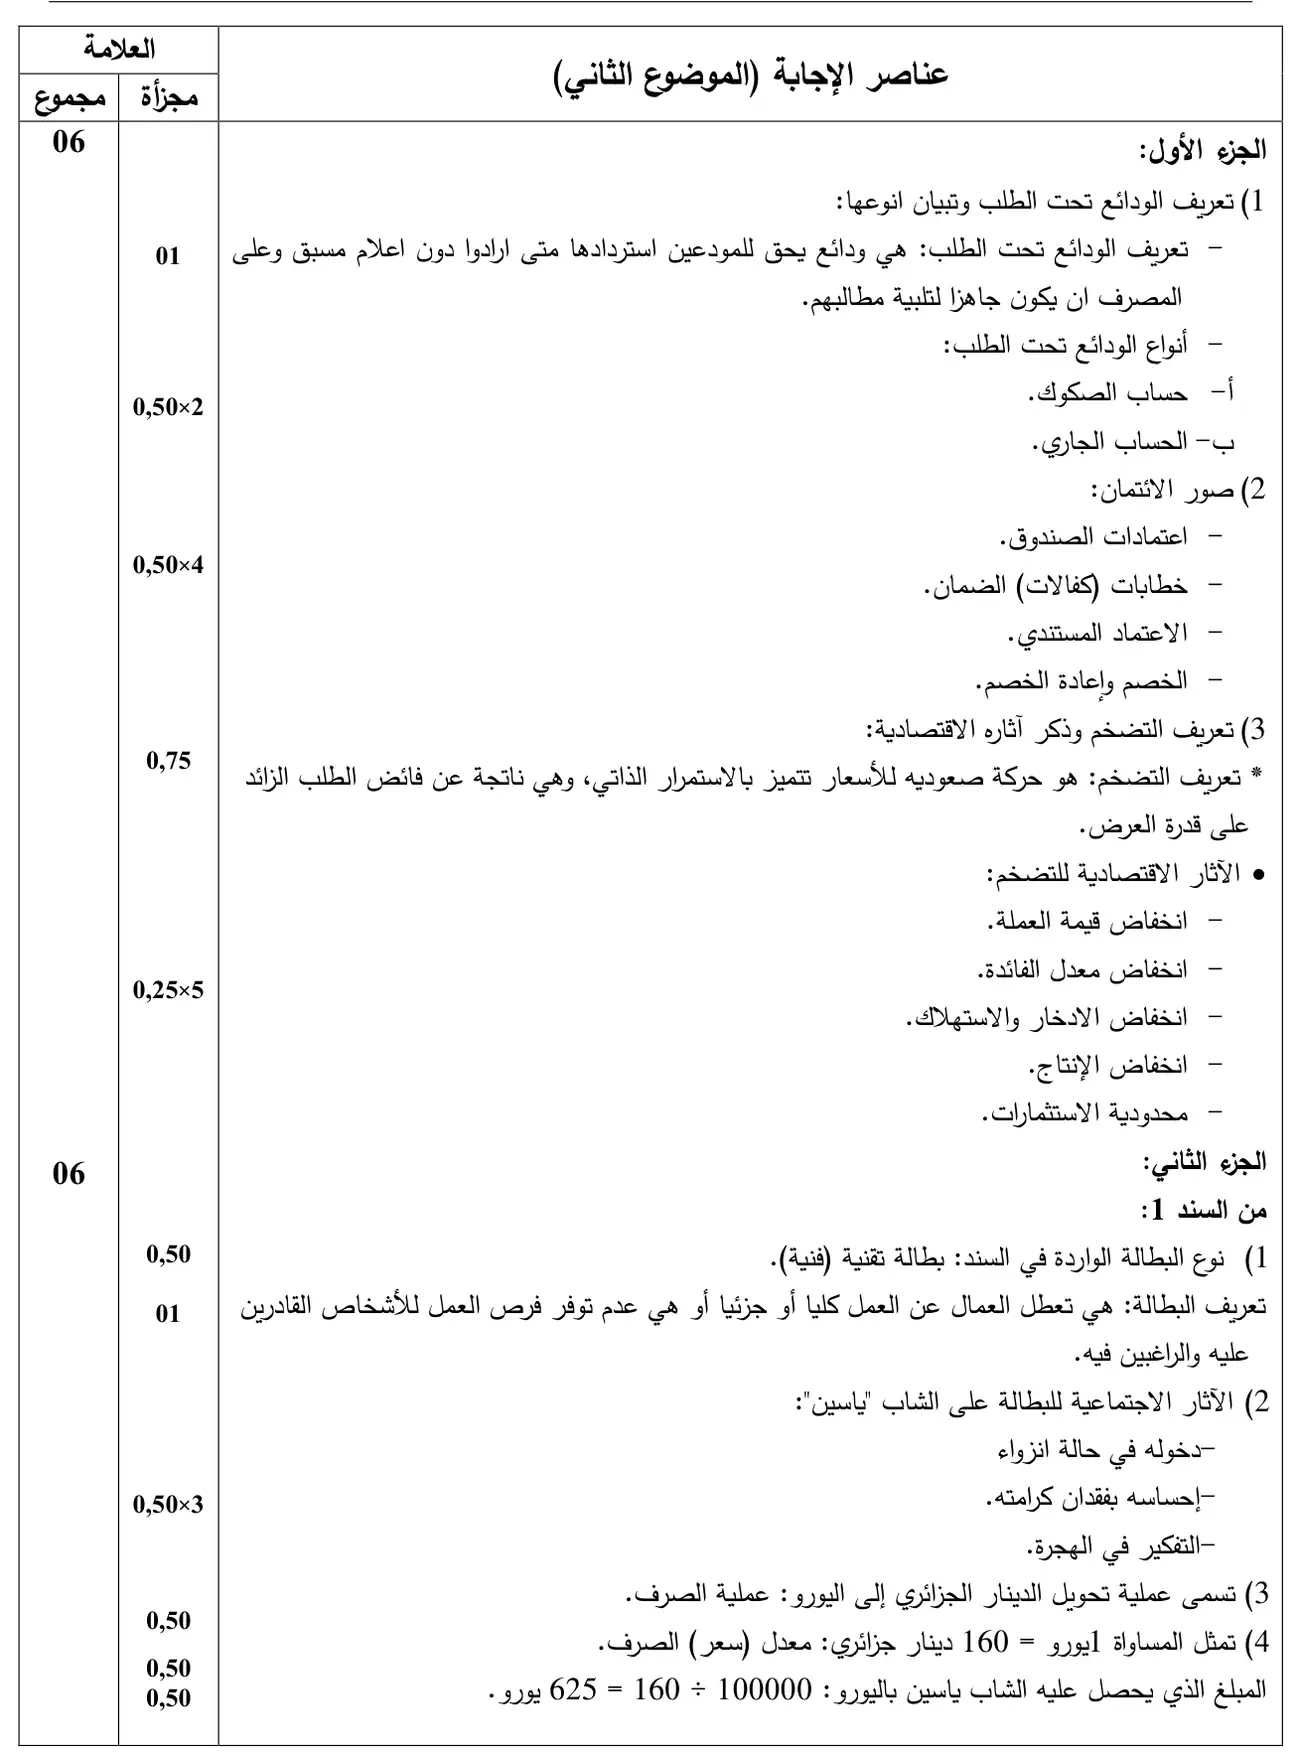 العلامة
عناصر الإجابة (الموضوع الثاني)
مجموع مجزأة
06
الجزء الأول:
1) تعريف الودائع تحت الطلب وتبيان انوعها:
01
- تعريف الودائع تحت الطلب: هي ودائع يحق للمودعين استردادها متى ارادوا دون اعلام مسبق وعلى
المصرف ان يكون جاهزا لتلبية مطالبهم.
- أنواع الودائع تحت الطلب:
0,50×2
أ- حساب الصكوك.
ب- الحساب الجاري.
2) صور الائتمان:
- اعتمادات الصندوق.
0,50×4
- خطابات (كفالات) الضمان.
- الاعتماد المستندي.
- الخصم وإعادة الخصم.
3) تعريف التضخم وذكر آثاره الاقتصادية:
0,75
* تعريف التضخم: هو حركة صعوديه للأسعار تتميز بالاستمرار الذاتي، وهي ناتجة عن فائض الطلب الزائد
على قدرة العرض.
• الآثار الاقتصادية للتضخم:
- انخفاض قيمة العملة.
- انخفاض معدل الفائدة.
0,25×5
- انخفاض الادخار والاستهلاك.
- انخفاض الإنتاج.
- محدودية الاستثمارات.
06
الجزء الثاني:
من السند 1:
0,50
1) نوع البطالة الواردة في السند: بطالة تقنية (فنية).
01
تعريف البطالة: هي تعطل العمال عن العمل كليا أو جزئيا أو هي عدم توفر فرص العمل للأشخاص القادرين
عليه والراغبين فيه.
2) الآثار الاجتماعية للبطالة على الشاب "ياسين":
-دخوله في حالة انزواء
0,50×3
-إحساسه بفقدان كرامته.
-التفكير في الهجرة.
3) تسمى عملية تحويل الدينار الجزائري إلى اليورو: عملية الصرف.
0,50
4) تمثل المساواة 1يورو = 160 دينار جزائري: معدل (سعر) الصرف.
0,50
المبلغ الذي يحصل عليه الشاب ياسين باليورو: 100000 ÷ 160 = 625 يورو.
0,50